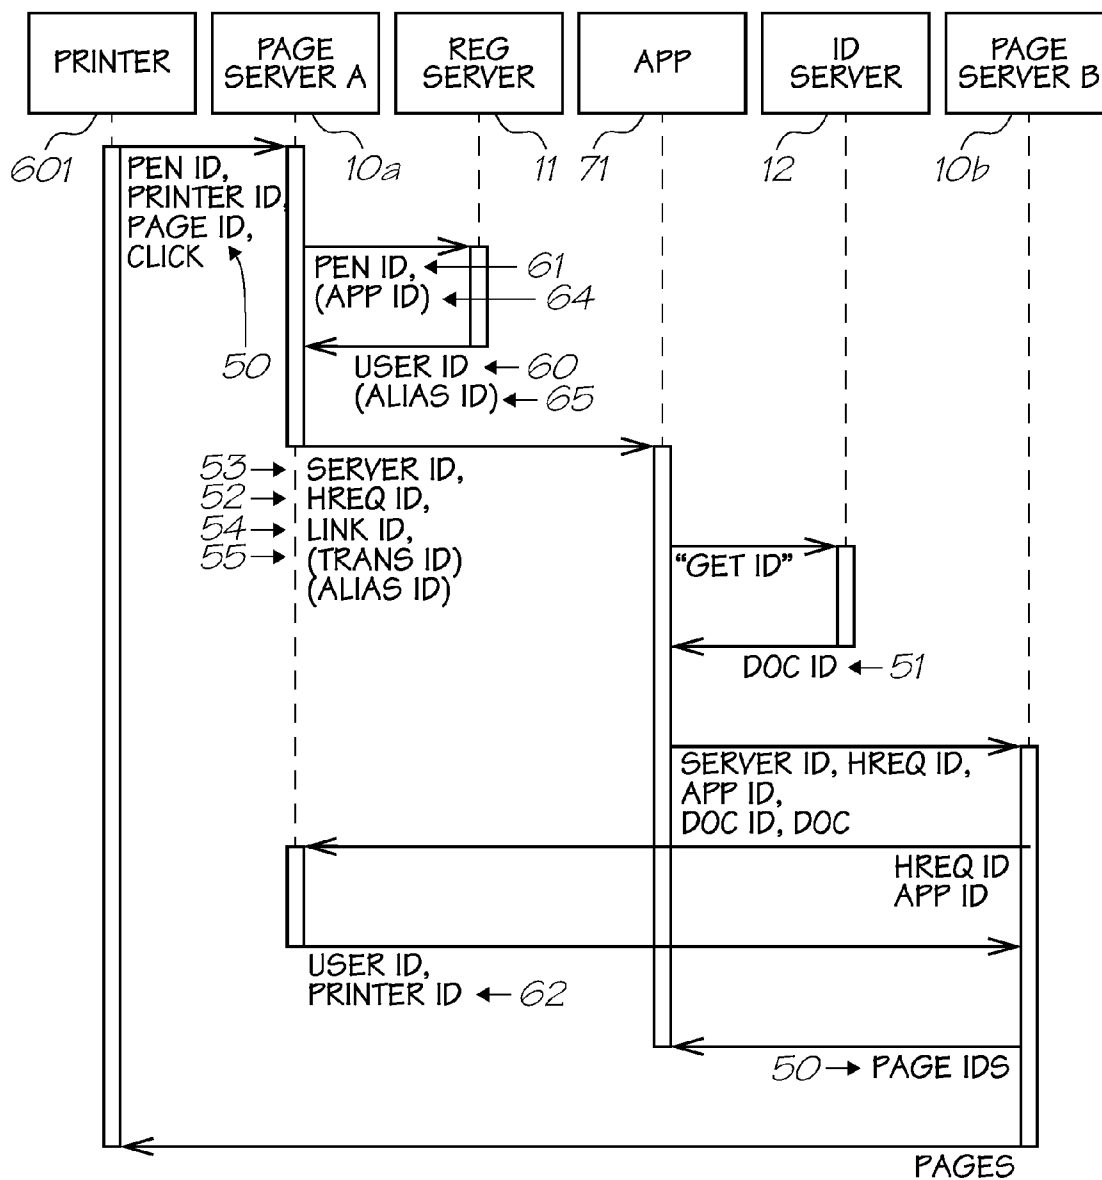 PRINTER
PAGE
SERVER A
REG
SERVER
APP
ID
SERVER
PAGE
SERVER B
601
10a
11
71
12
10b
PEN ID,
PRINTER ID,
PAGE ID,
CLICK
50
PEN ID,
61
(APP ID)
64
USER ID
60
(ALIAS ID)
65
53
SERVER ID,
52
HREQ ID,
54
LINK ID,
55
(TRANS ID)
(ALIAS ID)
“GET ID”
DOC ID
51
SERVER ID, HREQ ID,
APP ID,
DOC ID, DOC
HREQ ID
APP ID
USER ID,
PRINTER ID
62
50
PAGE IDS
PAGES